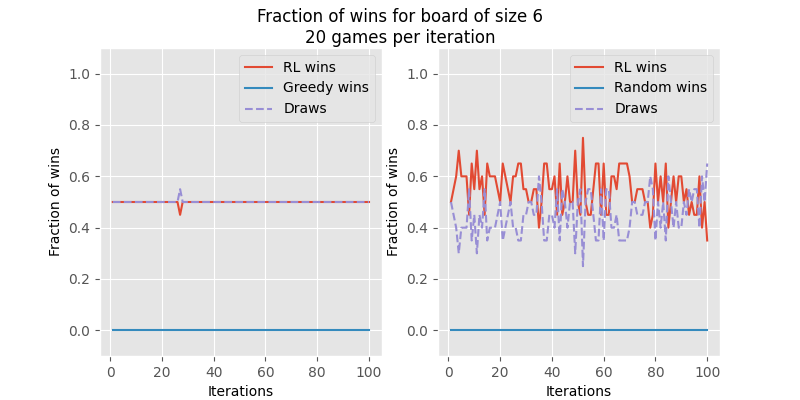 Fraction of wins for board of size 6
20 games per iteration
RL wins
Greedy wins
Draws
1.0
0.8
0.6
0.4
0.2
0.0
Fraction of wins
0 20 40 60 80 100
Iterations
RL wins
Random wins
Draws
1.0
0.8
0.6
0.4
0.2
0.0
Fraction of wins
0 20 40 60 80 100
Iterations